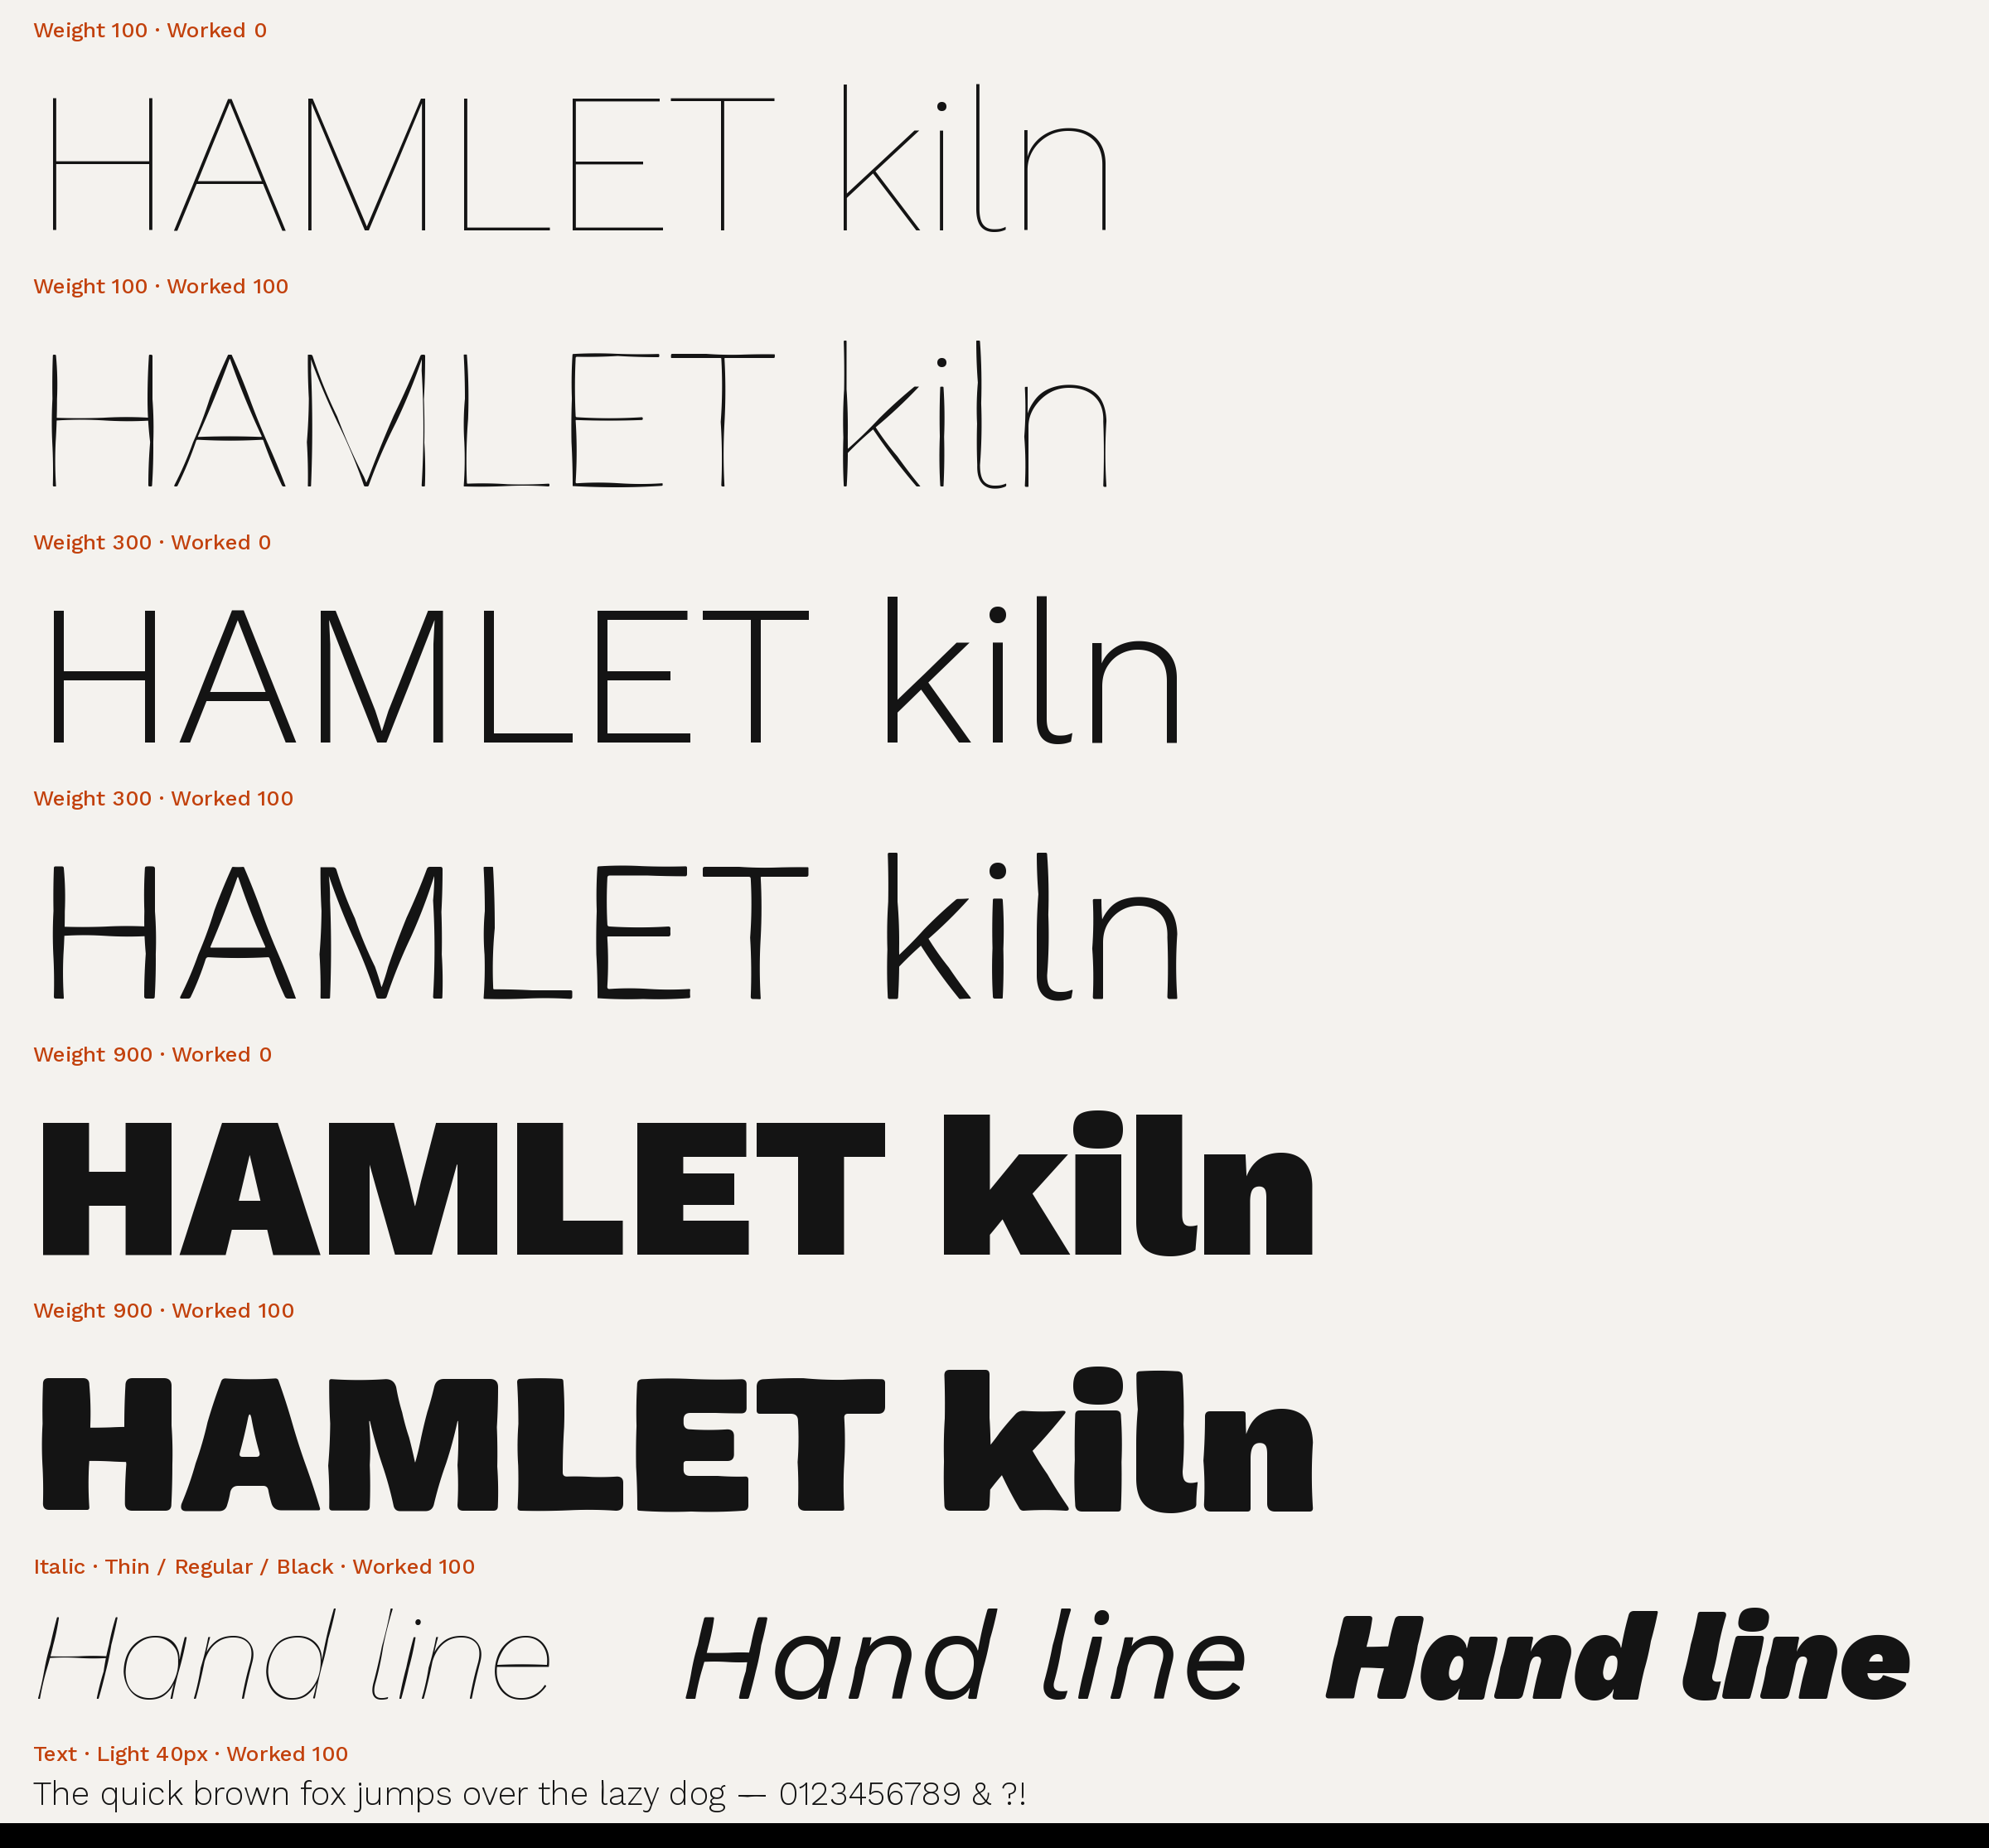 Weight 100 · Worked 0
HAMLET kiln
Weight 100 · Worked 100
HAMLET kiln
Weight 300 · Worked 0
HAMLET kiln
Weight 300 · Worked 100
HAMLET kiln
Weight 900 · Worked 0
HAMLET kiln
Weight 900 · Worked 100
HAMLET kiln
Italic · Thin / Regular / Black · Worked 100
Hand line Hand line Hand line
Text · Light 40px · Worked 100
The quick brown fox jumps over the lazy dog — 0123456789 & ?!